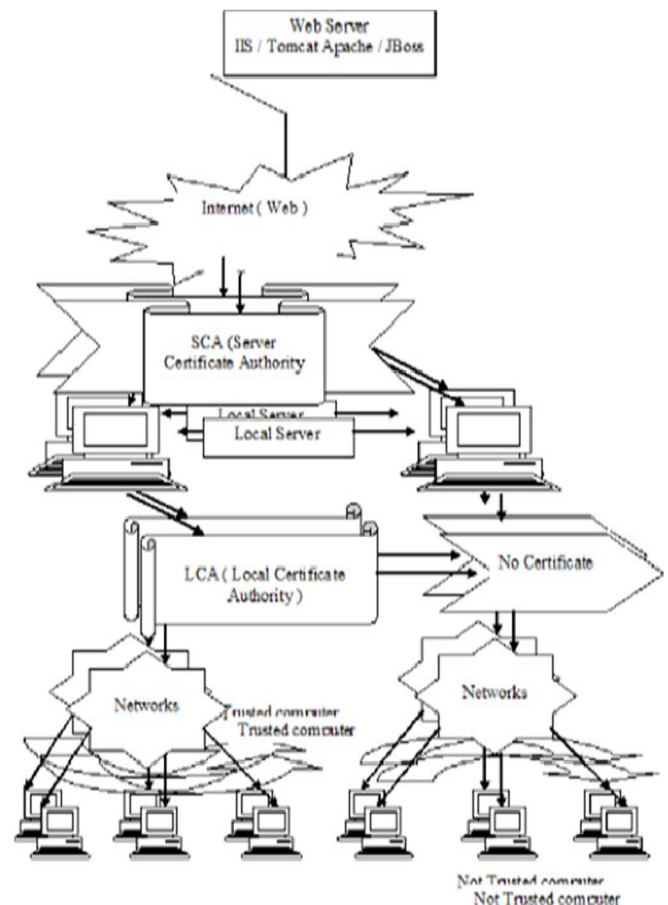 Web Server
IIS / Tomcat Apache / JBoss
Internet ( Web )
SCA (Server
Certificate Authority
Local Server
Local Server
LCA ( Local Certificate
Authority )
No Certificate
Networks
Networks
Trusted computer
Trusted computer
Not Trusted computer
Not Trusted computer